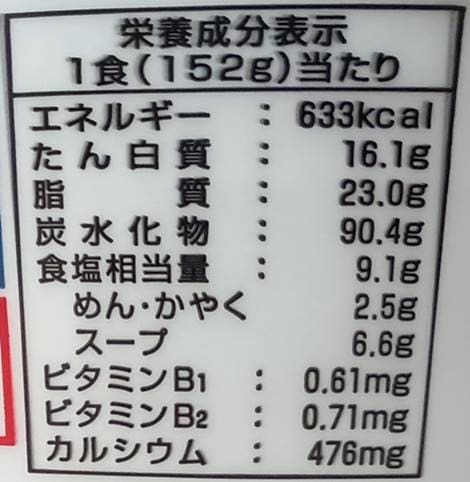 栄養成分表示
1食(152g)当たり
エネルギー : 633kcal
たん白質 : 16.1g
脂質 : 23.0g
炭水化物 : 90.4g
食塩相当量 : 9.1g
めん・かやく 2.5g
スープ 6.6g
ビタミンB1 : 0.61mg
ビタミンB2 : 0.71mg
カルシウム : 476mg